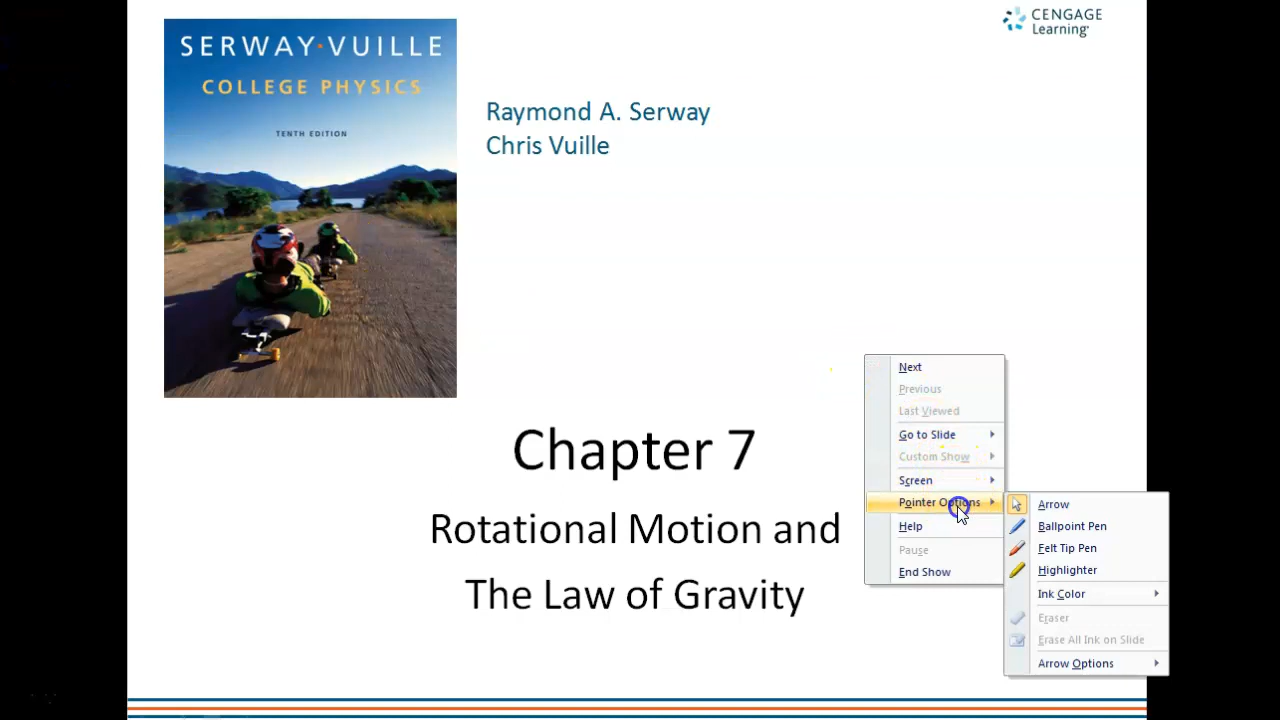 CENGAGE
Learning
SERWAY·VUILLE
COLLEGE PHYSICS
TENTH EDITION
Raymond A. Serway
Chris Vuille
Chapter 7
Rotational Motion and
The Law of Gravity
Next
Previous
Last Viewed
Go to Slide
Custom Show
Screen
Pointer Options
Help
Pause
End Show
Arrow
Ballpoint Pen
Felt Tip Pen
Highlighter
Ink Color
Eraser
Erase All Ink on Slide
Arrow Options